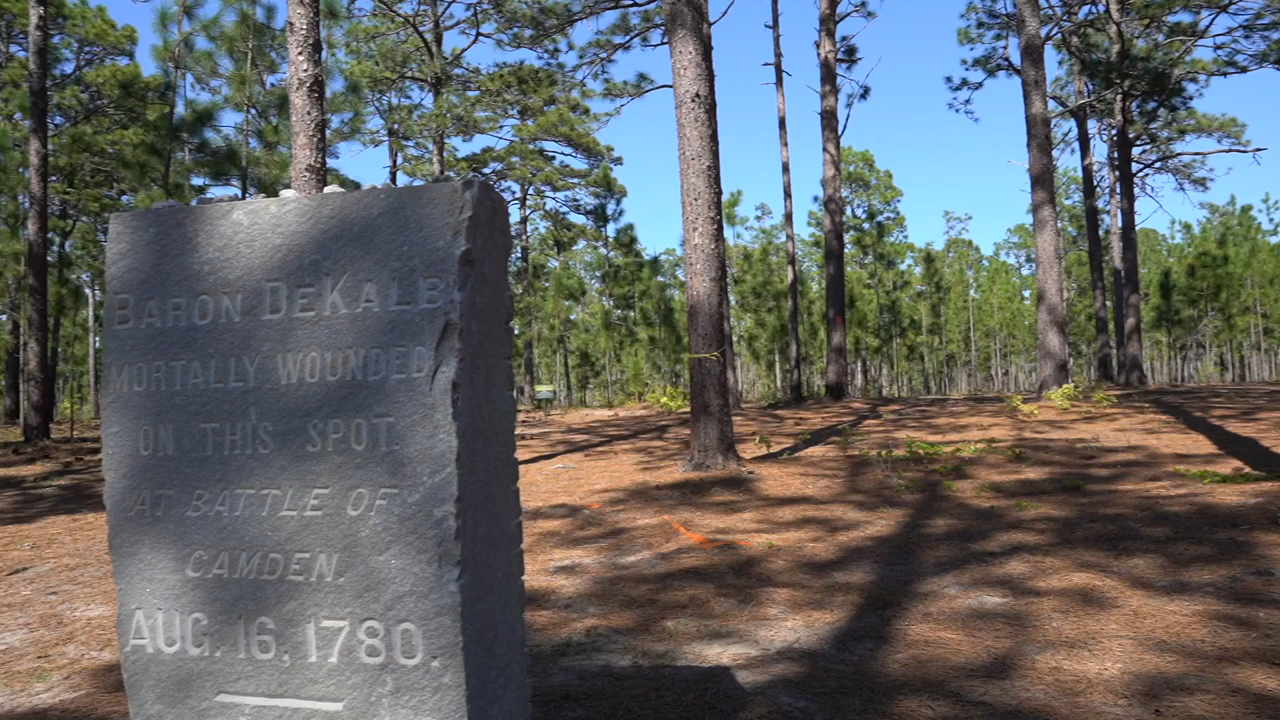 BARON DEKALB
MORTALLY WOUNDED
ON THIS SPOT.
AT BATTLE OF
CAMDEN.
AUG. 16, 1780.